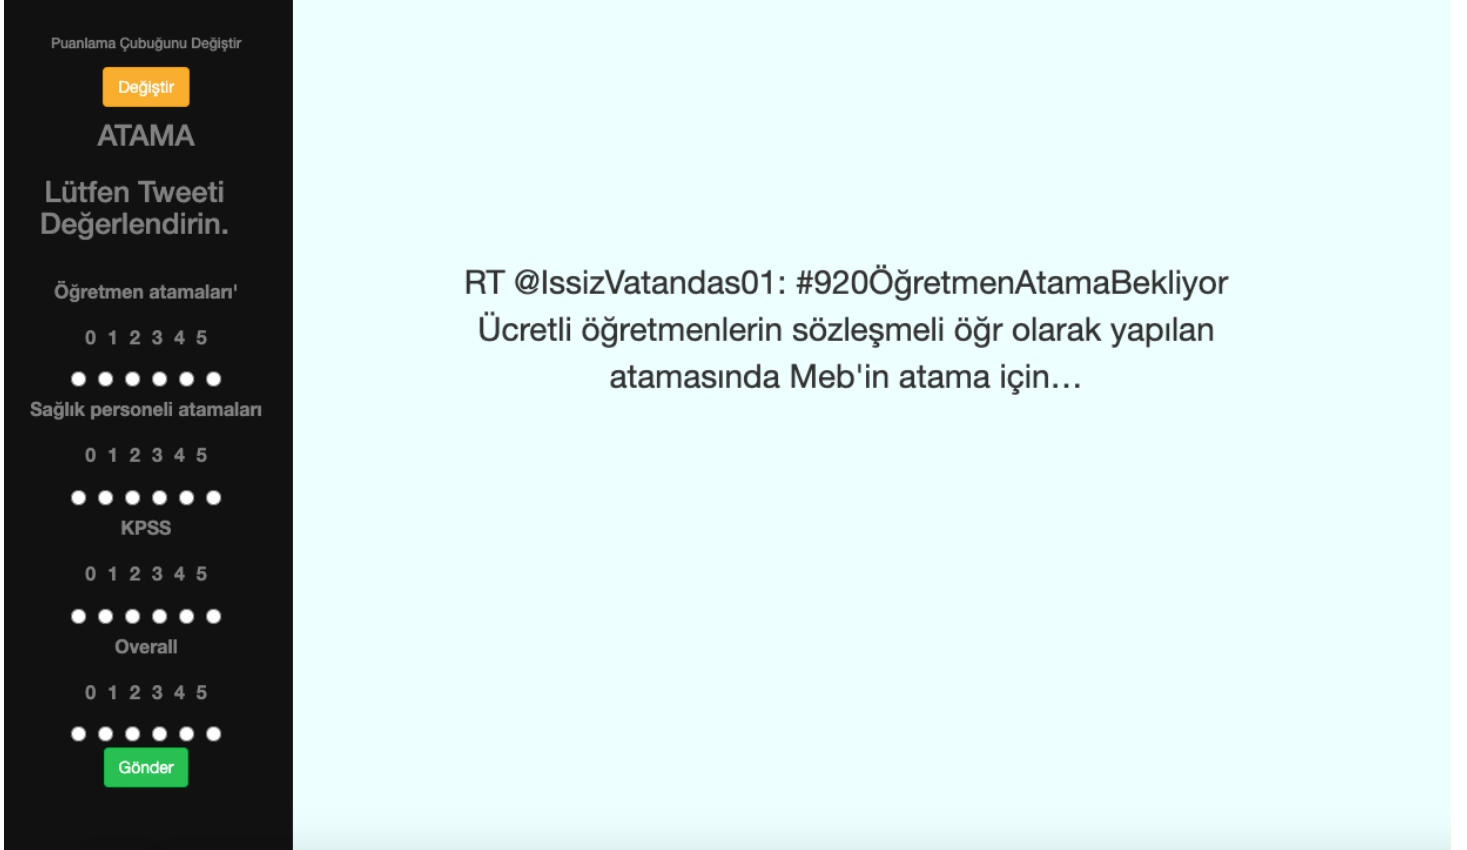 Puanlama Çubuğunu Değiştir
Değiştir
ATAMA
Lütfen Tweeti
Değerlendirin.
Öğretmen atamaları'
0 1 2 3 4 5
Sağlık personeli atamaları
0 1 2 3 4 5
KPSS
0 1 2 3 4 5
Overall
0 1 2 3 4 5
Gönder
RT @IssizVatandas01: #920ÖğretmenAtamaBekliyor
Ücretli öğretmenlerin sözleşmeli öğr olarak yapılan
atamasında Meb'in atama için…